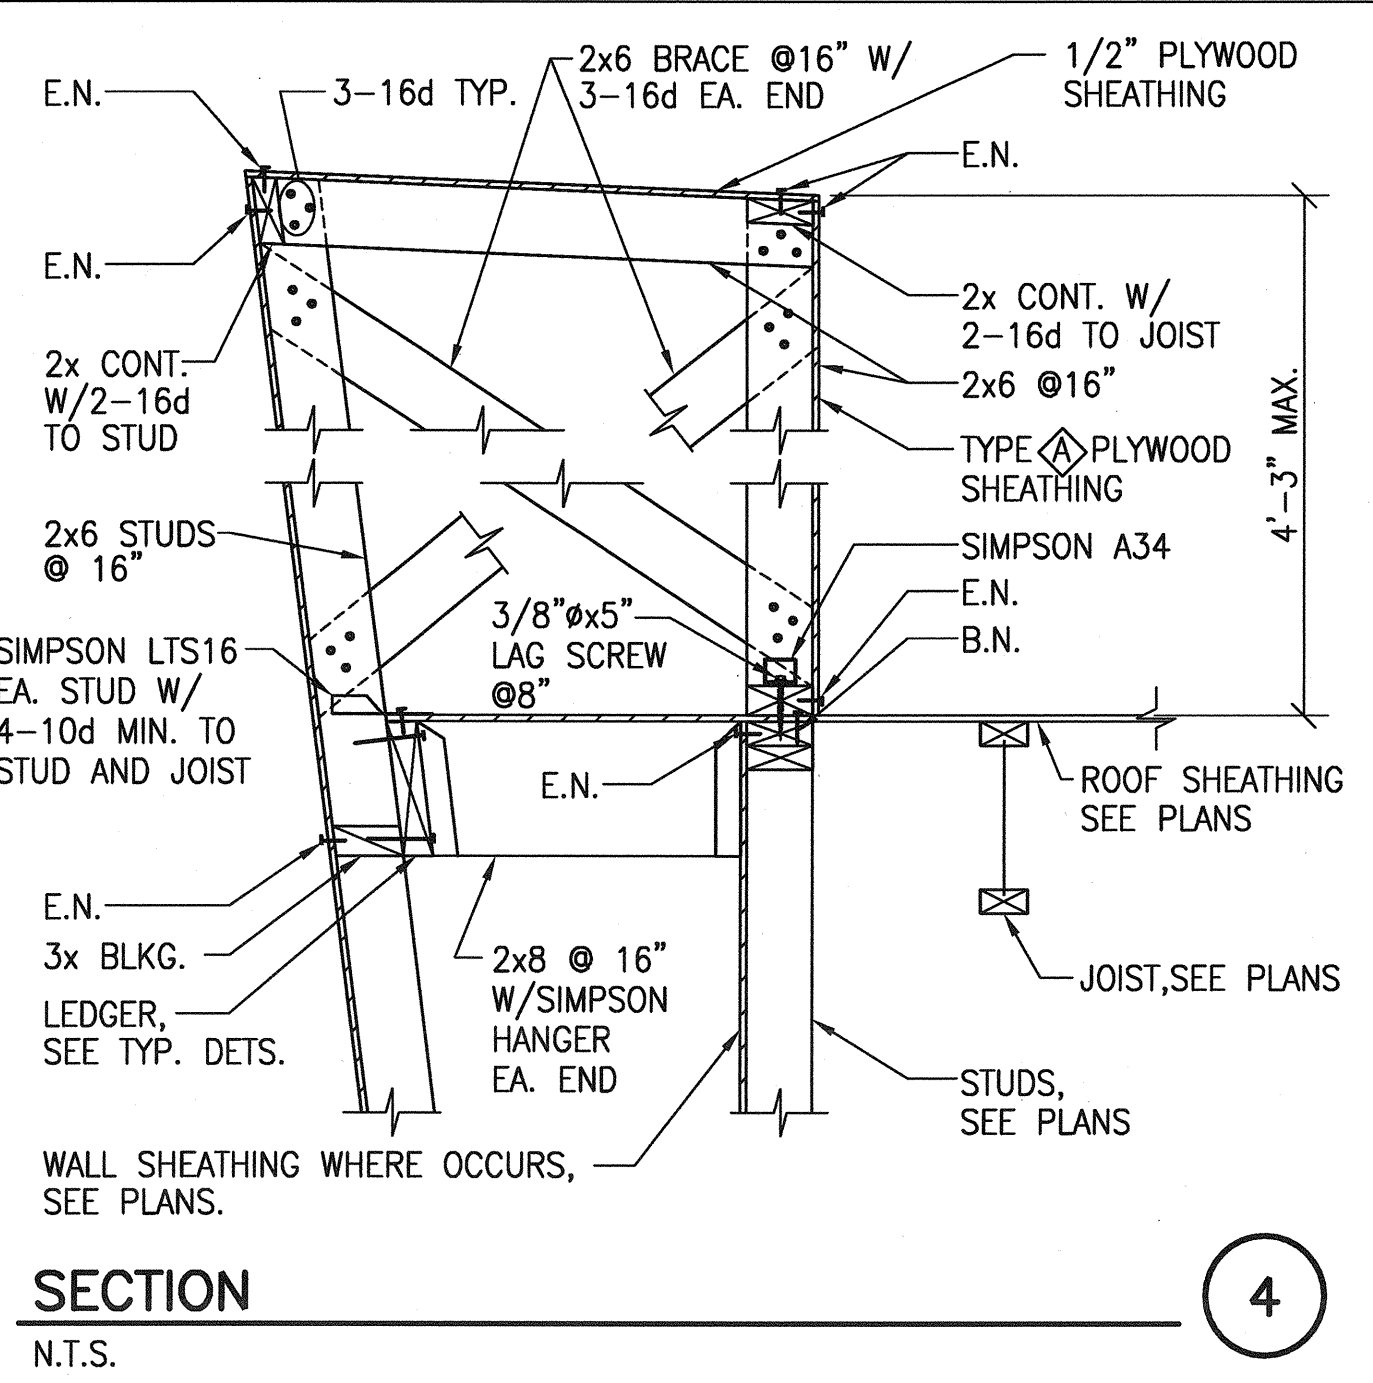 E.N.
3-16d TYP.
2x6 BRACE @16" W/
3-16d EA. END
1/2" PLYWOOD
SHEATHING
E.N.
E.N.
2x CONT. W/
2-16d TO JOIST
2x CONT.
W/2-16d
TO STUD
2x6 @16"
TYPE A PLYWOOD
SHEATHING
4'-3" MAX.
2x6 STUDS
@ 16"
SIMPSON A34
E.N.
B.N.
3/8"øx5"
LAG SCREW
@8"
SIMPSON LTS16
EA. STUD W/
4-10d MIN. TO
STUD AND JOIST
E.N.
ROOF SHEATHING
SEE PLANS
E.N.
3x BLKG.
LEDGER,
SEE TYP. DETS.
2x8 @ 16"
W/SIMPSON
HANGER
EA. END
JOIST,SEE PLANS
STUDS,
SEE PLANS
WALL SHEATHING WHERE OCCURS,
SEE PLANS.
SECTION
4
N.T.S.